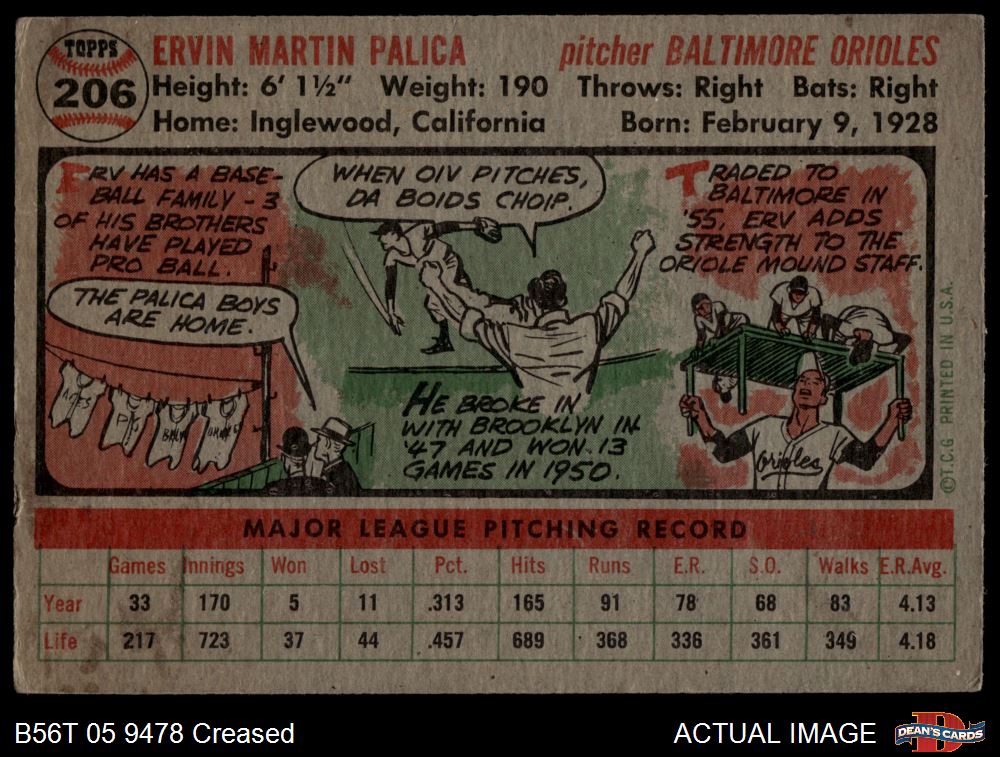 TOPPS
206
ERVIN MARTIN PALICA pitcher BALTIMORE ORIOLES
Height: 6' 1½" Weight: 190 Throws: Right Bats: Right
Home: Inglewood, California Born: February 9, 1928
ERV HAS A BASE-
BALL FAMILY - 3
OF HIS BROTHERS
HAVE PLAYED
PRO BALL.
THE PALICA BOYS
ARE HOME.
WHEN OIV PITCHES,
DA BOIDS CHOIP.
HE BROKE IN
WITH BROOKLYN IN
'47 AND WON 13
GAMES IN 1950.
TRADED TO
BALTIMORE IN
'55, ERV ADDS
STRENGTH TO THE
ORIOLE MOUND STAFF.
Orioles
©T.C.G. PRINTED IN U.S.A.
MAJOR LEAGUE PITCHING RECORD
Games Innings Won Lost Pct. Hits Runs E.R. S.O. Walks E.R.Avg.
Year 33 170 5 11 .313 165 91 78 68 83 4.13
Life 217 723 37 44 .457 689 368 336 361 349 4.18
B56T 05 9478 Creased ACTUAL IMAGE
DEAN'S CARDS